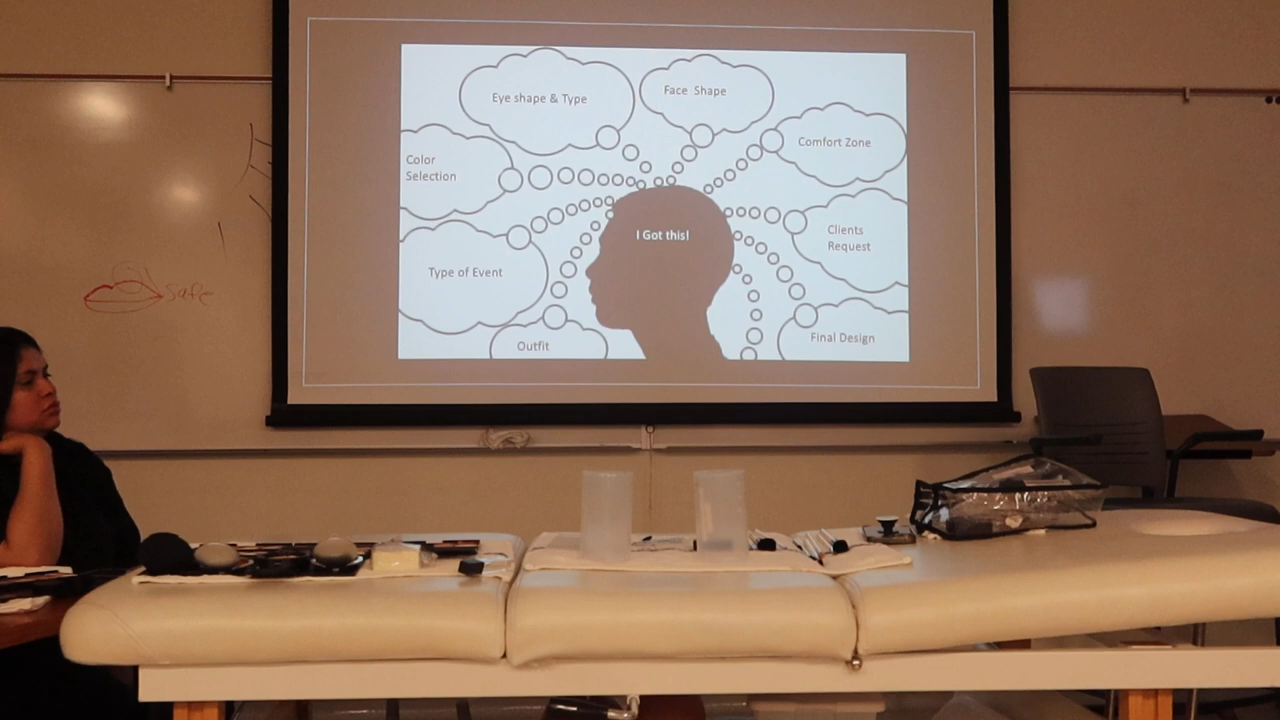 Eye shape & Type
Face Shape
Comfort Zone
Color
Selection
I Got this!
Clients
Request
Type of Event
Outfit
Final Design
safe